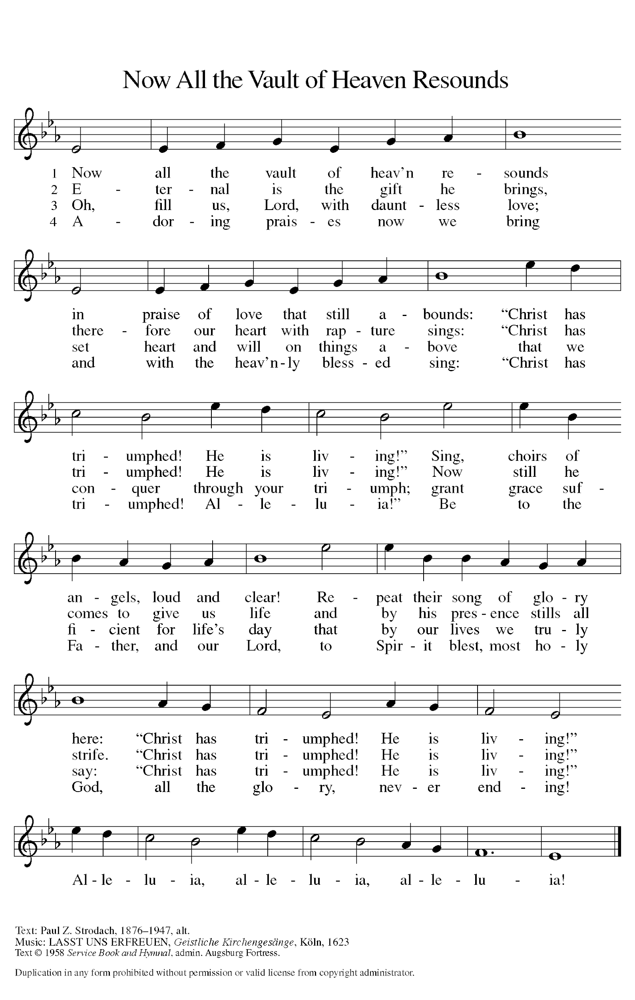 Now All the Vault of Heaven Resounds
1 Now all the vault of heav’n re - sounds
2 E - ter - nal is the gift he brings,
3 Oh, fill us, Lord, with daunt - less love;
4 A - dor - ing prais - es now we bring
in praise of love that still a - bounds: “Christ has
there - fore our heart with rap - ture sings: “Christ has
set heart and will on things a - bove that we
and with the heav’n - ly bless - ed sing: “Christ has
tri - umphed! He is liv - ing!” Sing, choirs of
tri - umphed! He is liv - ing!” Now still he
con - quer through your tri - umph; grant grace suf -
tri - umphed! Al - le - lu - ia!” Be to the
an - gels, loud and clear! Re - peat their song of glo - ry
comes to give us life and by his pres - ence stills all
fi - cient for life’s day that by our lives we tru - ly
Fa - ther, and our Lord, to Spir - it blest, most ho - ly
here: “Christ has tri - umphed! He is liv - ing!”
strife. “Christ has tri - umphed! He is liv - ing!”
say: “Christ has tri - umphed! He is liv - ing!”
God, all the glo - ry, nev - er end - ing!
Al - le - lu - ia, al - le - lu - ia, al - le - lu - ia!
Text: Paul Z. Strodach, 1876–1947, alt.
Music: LASST UNS ERFREUEN, Geistliche Kirchengesänge, Köln, 1623
Text © 1958 Service Book and Hymnal, admin. Augsburg Fortress.
Duplication in any form prohibited without permission or valid license from copyright administrator.